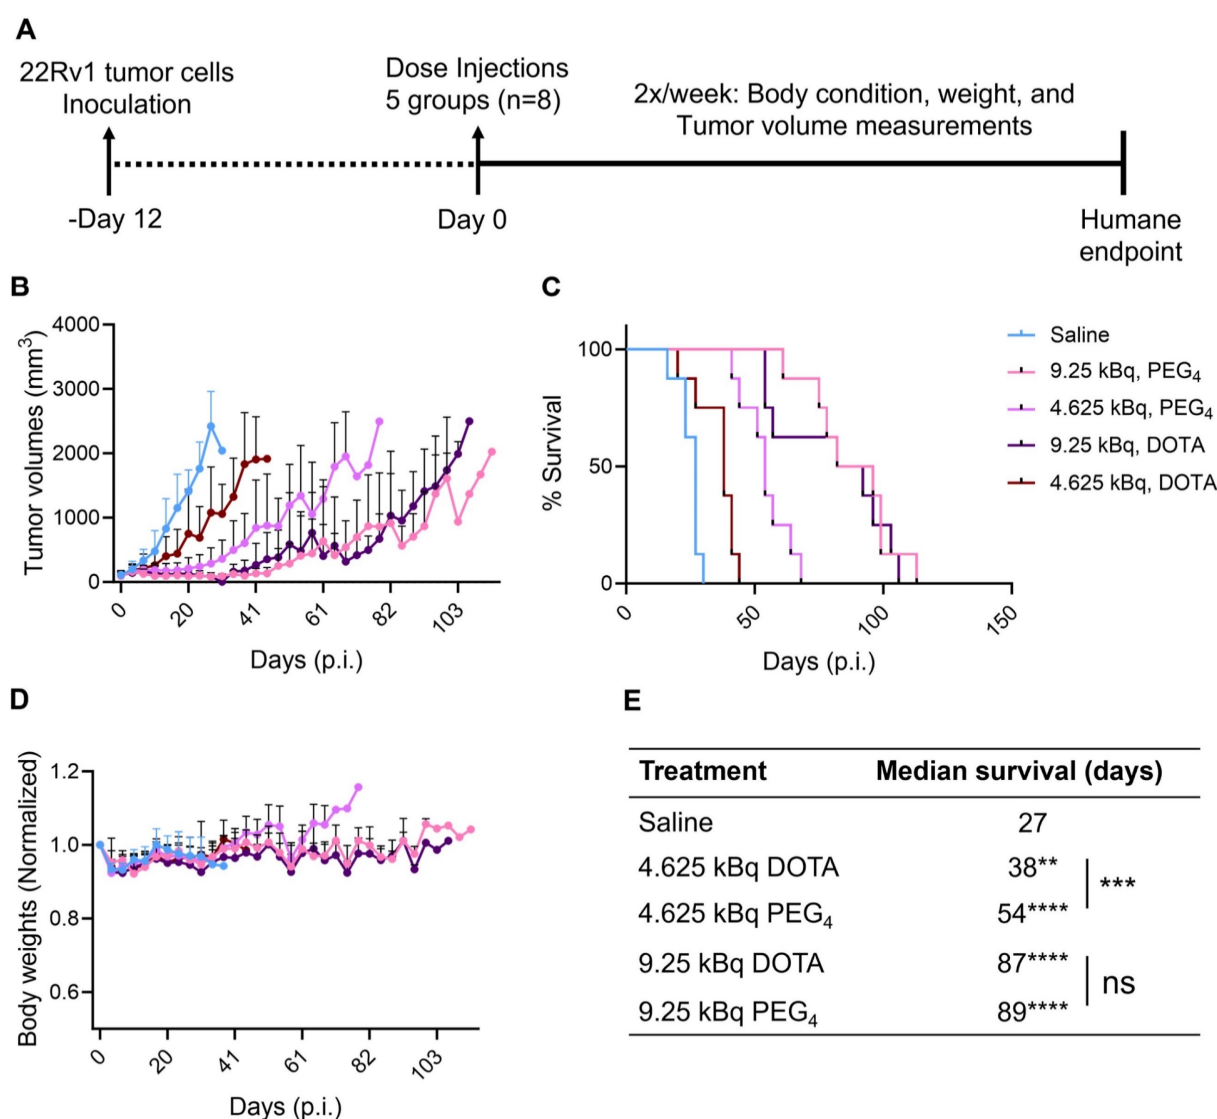 A
22Rv1 tumor cells
Inoculation
Dose Injections
5 groups (n=8)
2x/week: Body condition, weight, and
Tumor volume measurements
-Day 12
Day 0
Humane
endpoint
B
Tumor volumes (mm³)
4000
3000
2000
1000
0
0
20
41
61
82
103
Days (p.i.)
C
% Survival
100
50
0
0
50
100
150
Days (p.i.)
Saline
9.25 kBq, PEG₄
4.625 kBq, PEG₄
9.25 kBq, DOTA
4.625 kBq, DOTA
D
Body weights (Normalized)
1.2
1.0
0.8
0.6
0
20
41
61
82
103
Days (p.i.)
E
Treatment Median survival (days)
Saline 27
4.625 kBq DOTA 38**
***
4.625 kBq PEG₄ 54****
9.25 kBq DOTA 87****
ns
9.25 kBq PEG₄ 89****